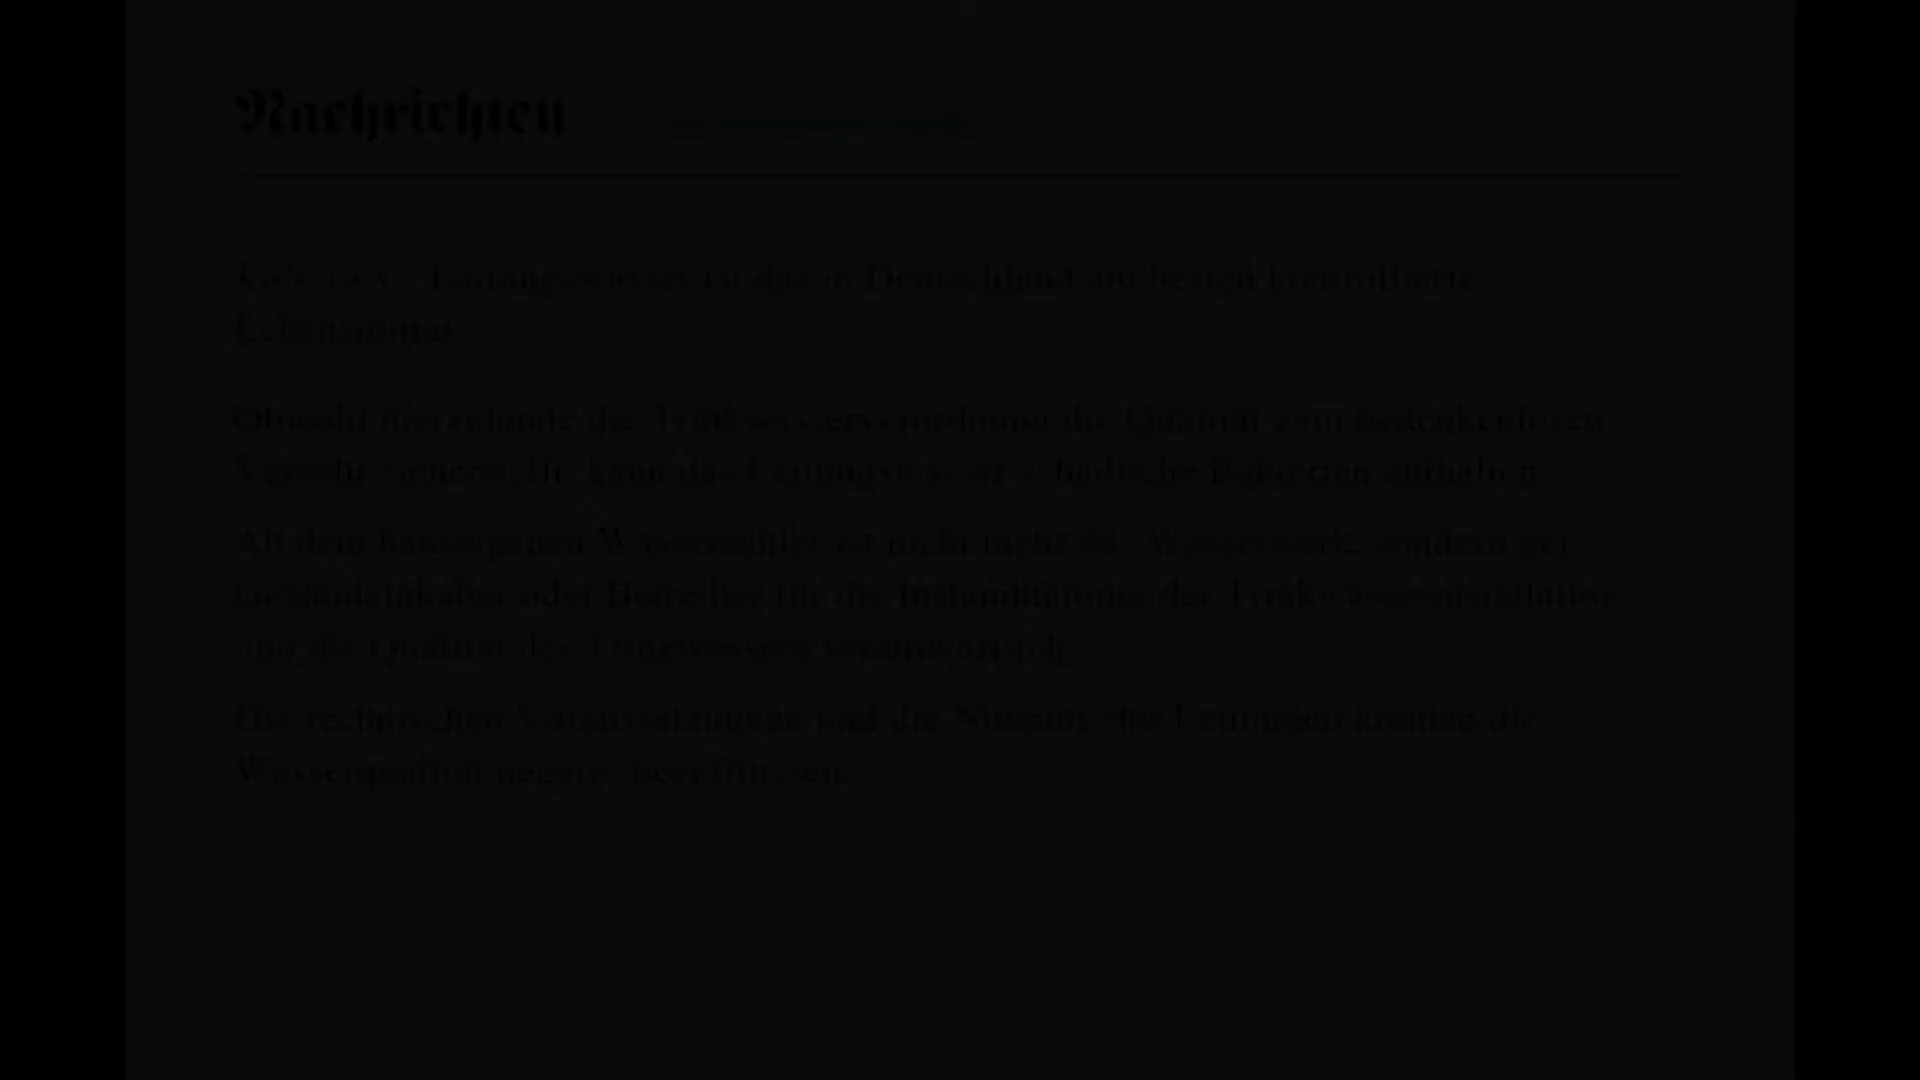 Nachrichten
Leitungswasser ist das in Deutschland am besten kontrollierte
Lebensmittel.
Obwohl hierzulande die Trinkwasserverordnung die Qualität zum bedenkenlosen
Verzehr sicherstellt, kann das Leitungswasser schädliche Bakterien enthalten.
Ab dem hauseigenen Wasserzähler ist nicht mehr das Wasserwerk, sondern der
Gebäudeinhaber oder Betreiber für die Instandhaltung der Trinkwasserinstallation
und die Qualität des Trinkwassers verantwortlich.
Die technischen Voraussetzungen und die Nutzung der Leitungen können die
Wasserqualität negativ beeinflussen.